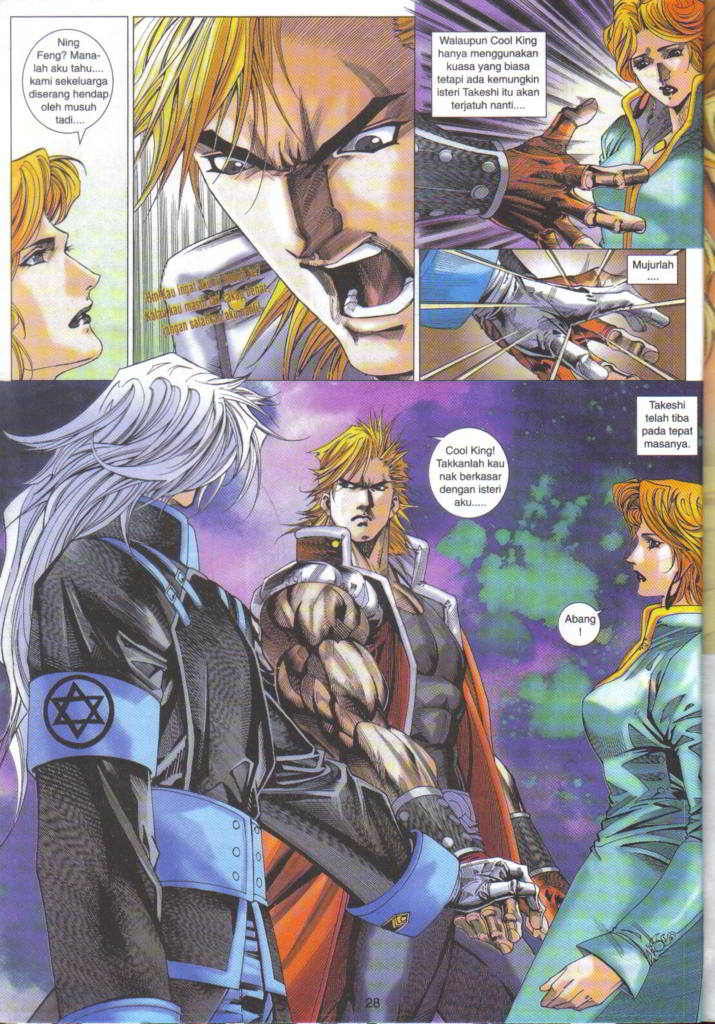 Ning
Feng? Mana-
lah aku tahu....
kami sekeluarga
diserang hendap
oleh musuh
tadi....
Walaupun Cool King
hanya menggunakan
kuasa yang biasa
tetapi ada kemungkin
isteri Takeshi itu akan
terjatuh nanti....
Mujurlah
....
Takeshi
telah tiba
pada tepat
masanya.
Cool King!
Takkanlah kau
nak berkasar
dengan isteri
aku.....
Abang
!
28